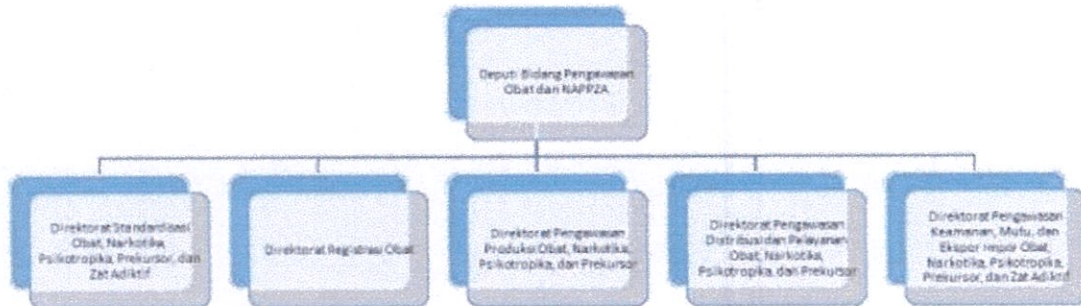 Deputi Bidang Pengawasan
Obat dan NAPPZA
Direktorat Standardisasi
Obat, Narkotika,
Psikotropika, Prekursor, dan
Zat Adiktif
Direktorat Registrasi Obat
Direktorat Pengawasan
Produksi Obat, Narkotika,
Psikotropika, dan Prekursor
Direktorat Pengawasan
Distribusi dan Pelayanan
Obat, Narkotika,
Psikotropika, dan Prekursor
Direktorat Pengawasan
Keamanan, Mutu, dan
Ekspor Impor Obat,
Narkotika, Psikotropika,
Prekursor, dan Zat Adiktif